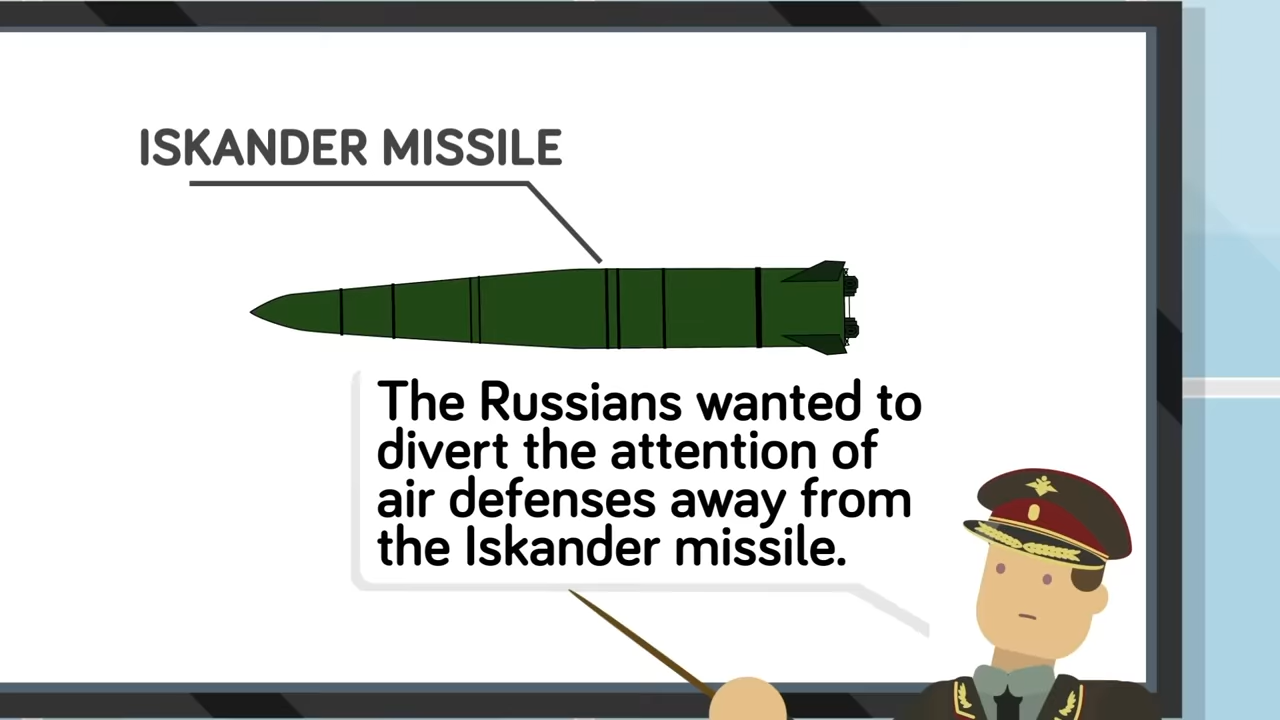 ISKANDER MISSILE
The Russians wanted to
divert the attention of
air defenses away from
the Iskander missile.